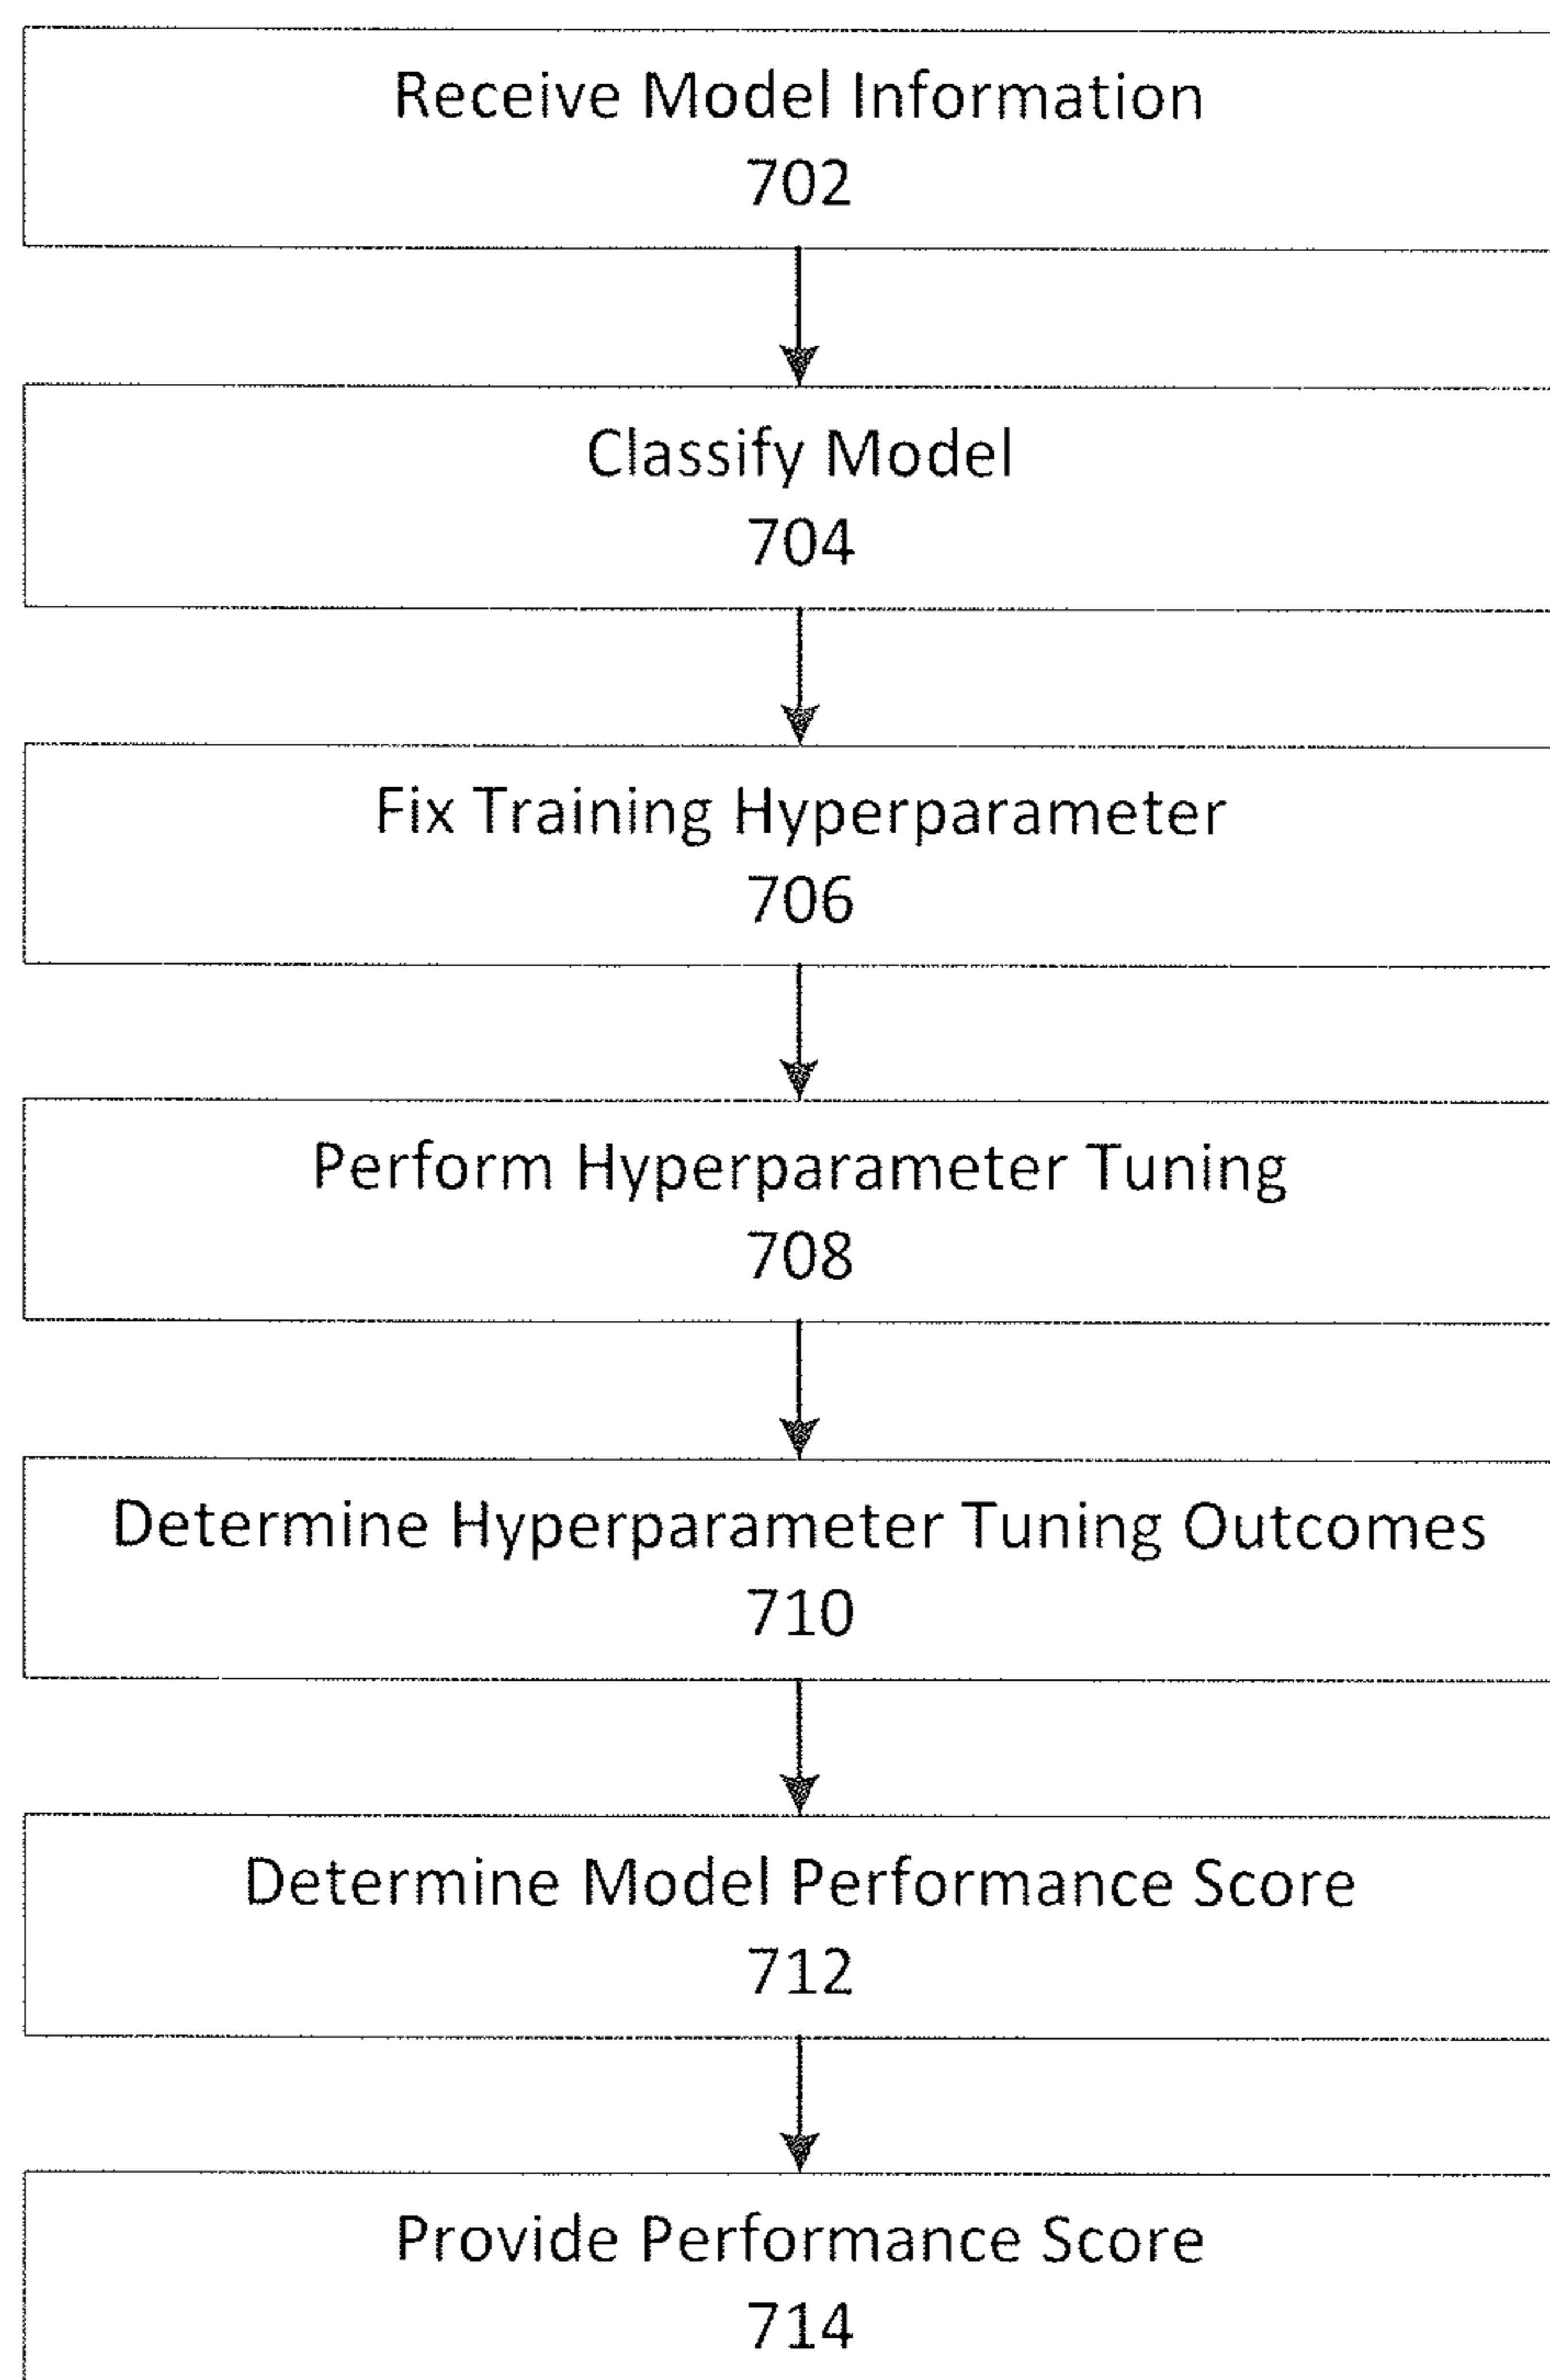 Receive Model Information
702
Classify Model
704
Fix Training Hyperparameter
706
Perform Hyperparameter Tuning
708
Determine Hyperparameter Tuning Outcomes
710
Determine Model Performance Score
712
Provide Performance Score
714